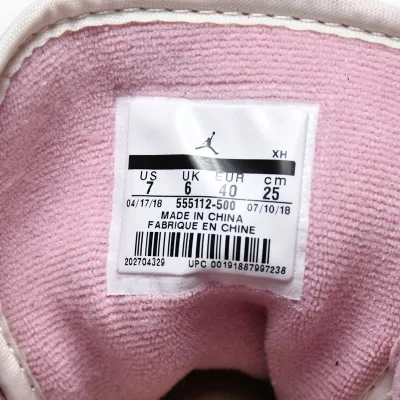 XH
US UK EUR cm
7 6 40 25
04/17/18 555112-500 07/10/18
MADE IN CHINA
FABRIQUE EN CHINE
202704329 UPC 00191887997238